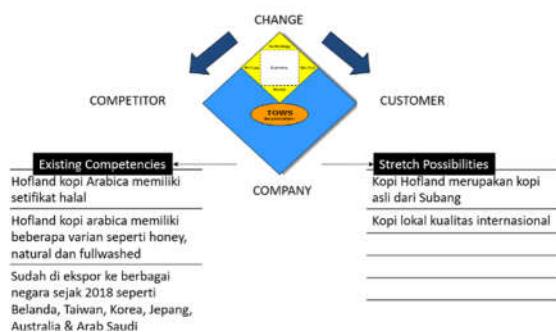 CHANGE
COMPETITOR
CUSTOMER
TOWS
COMPANY
Existing Competencies
Hofland kopi Arabica memiliki
setifikat halal
Hofland kopi arabica memiliki
beberapa varian seperti honey,
natural dan fullwashed
Sudah di ekspor ke berbagai
negara sejak 2018 seperti
Belanda, Taiwan, Korea, Jepang,
Australia & Arab Saudi
Stretch Possibilities
Kopi Hofland merupakan kopi
asli dari Subang
Kopi lokal kualitas internasional